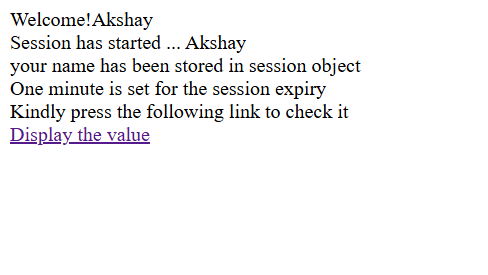 Welcome!Akshay
Session has started ... Akshay
your name has been stored in session object
One minute is set for the session expiry
Kindly press the following link to check it
Display the value